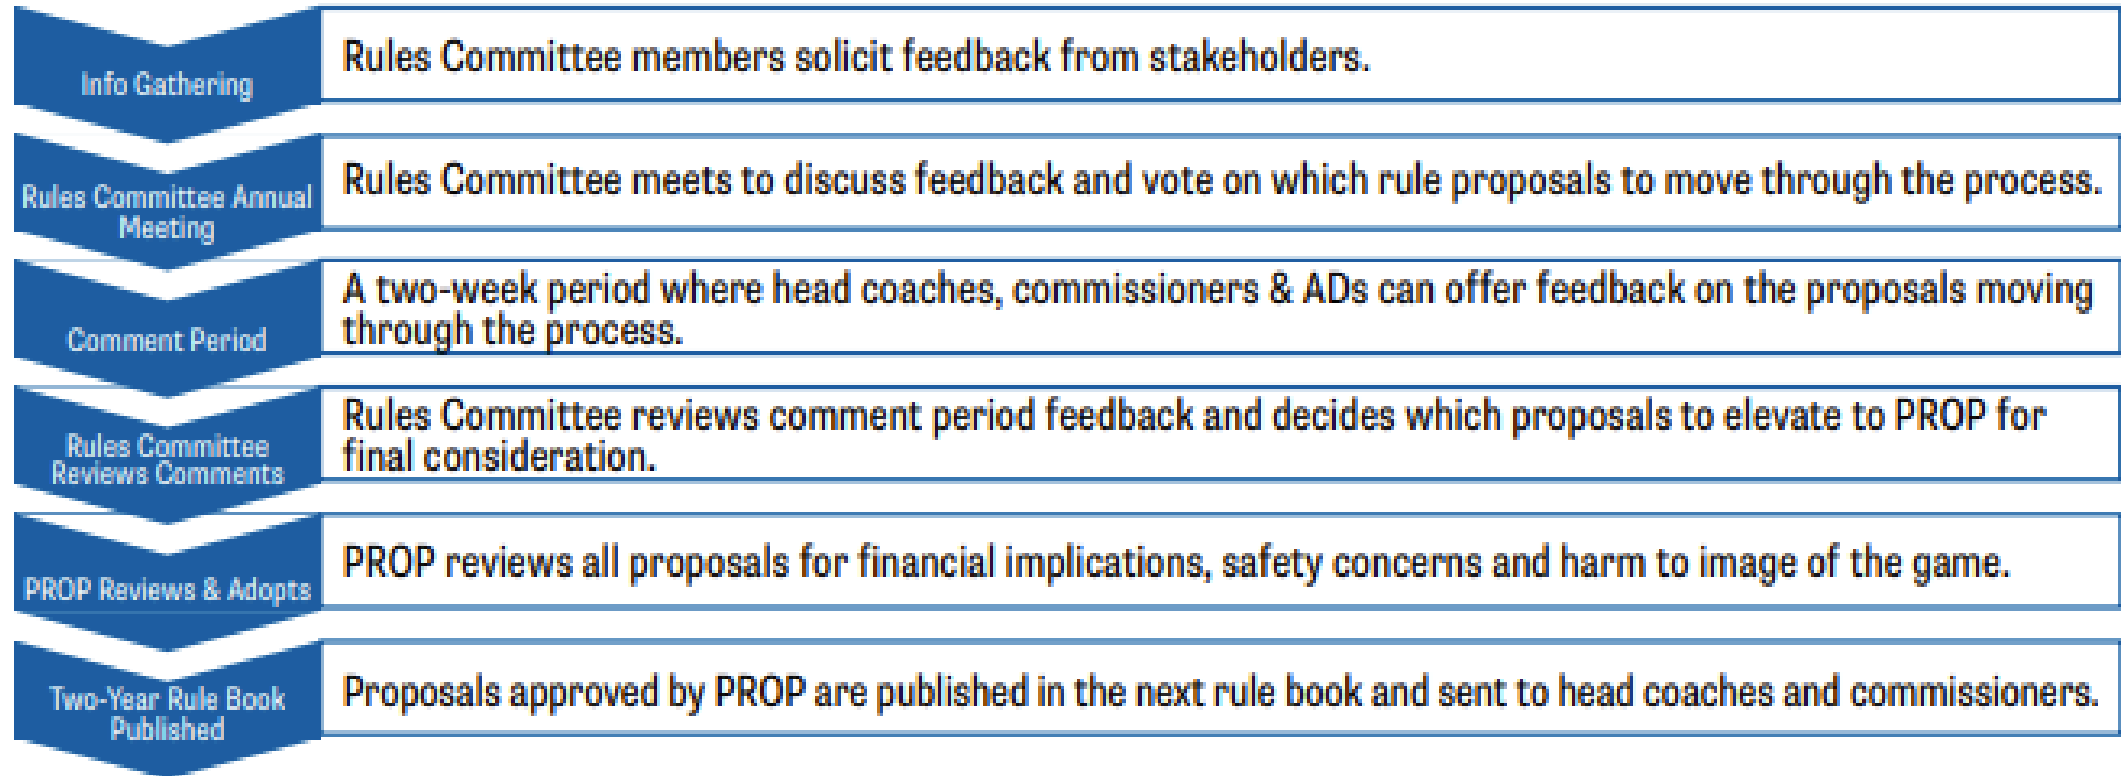 Info Gathering
Rules Committee members solicit feedback from stakeholders.
Rules Committee Annual
Meeting
Rules Committee meets to discuss feedback and vote on which rule proposals to move through the process.
Comment Period
A two-week period where head coaches, commissioners & ADs can offer feedback on the proposals moving
through the process.
Rules Committee
Reviews Comments
Rules Committee reviews comment period feedback and decides which proposals to elevate to PROP for
final consideration.
PROP Reviews & Adopts
PROP reviews all proposals for financial implications, safety concerns and harm to image of the game.
Two-Year Rule Book
Published
Proposals approved by PROP are published in the next rule book and sent to head coaches and commissioners.